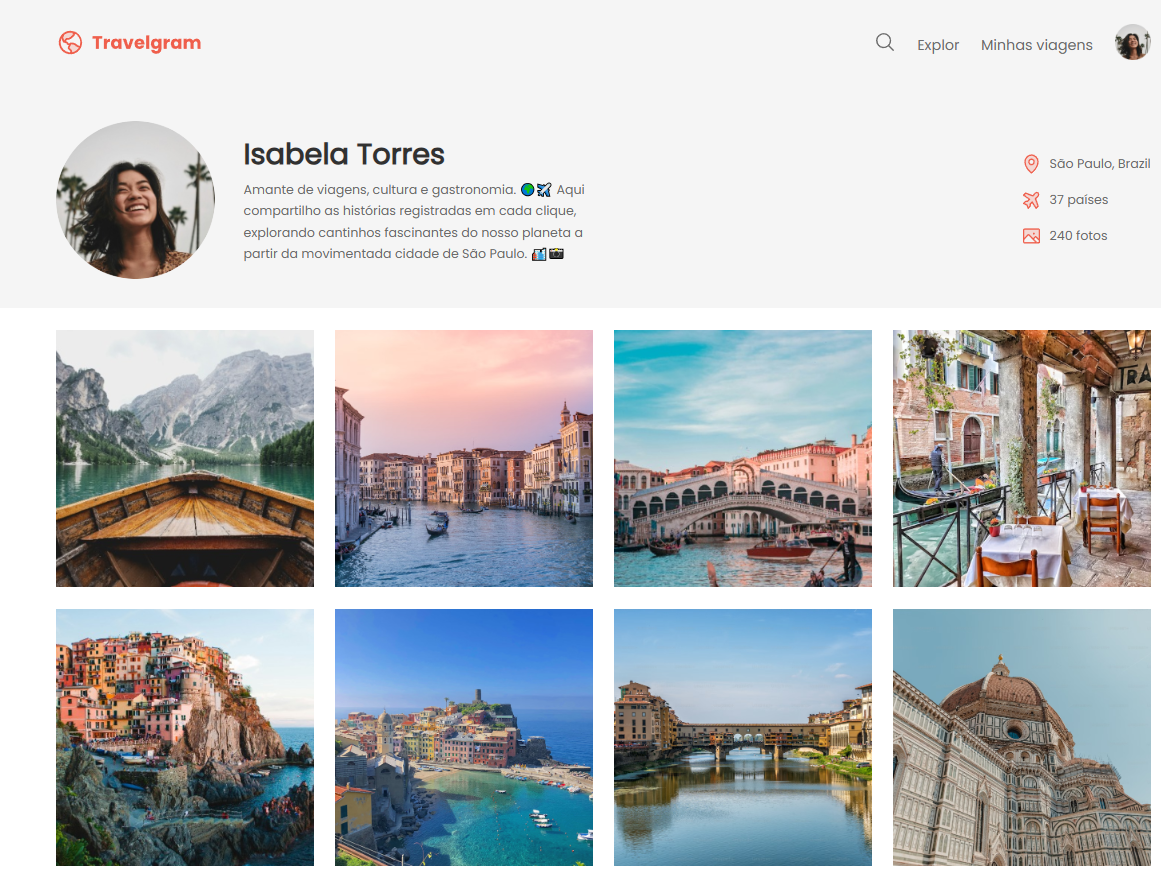 Travelgram
Explor
Minhas viagens
Isabela Torres
Amante de viagens, cultura e gastronomia. 🌍✈️ Aqui
compartilho as histórias registradas em cada clique,
explorando cantinhos fascinantes do nosso planeta a
partir da movimentada cidade de São Paulo. 🏙️📸
São Paulo, Brazil
37 países
240 fotos
TRA